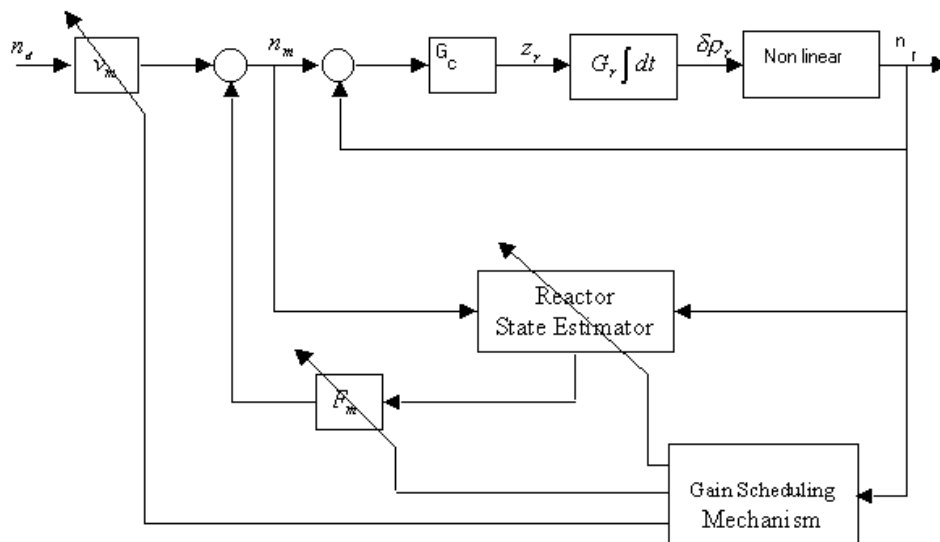 n_d
ν_m
n_m
G_c
z_r
G_r ∫ dt
δp_r
Non linear
n_r
Reactor
State Estimator
F_m
Gain Scheduling
Mechanism